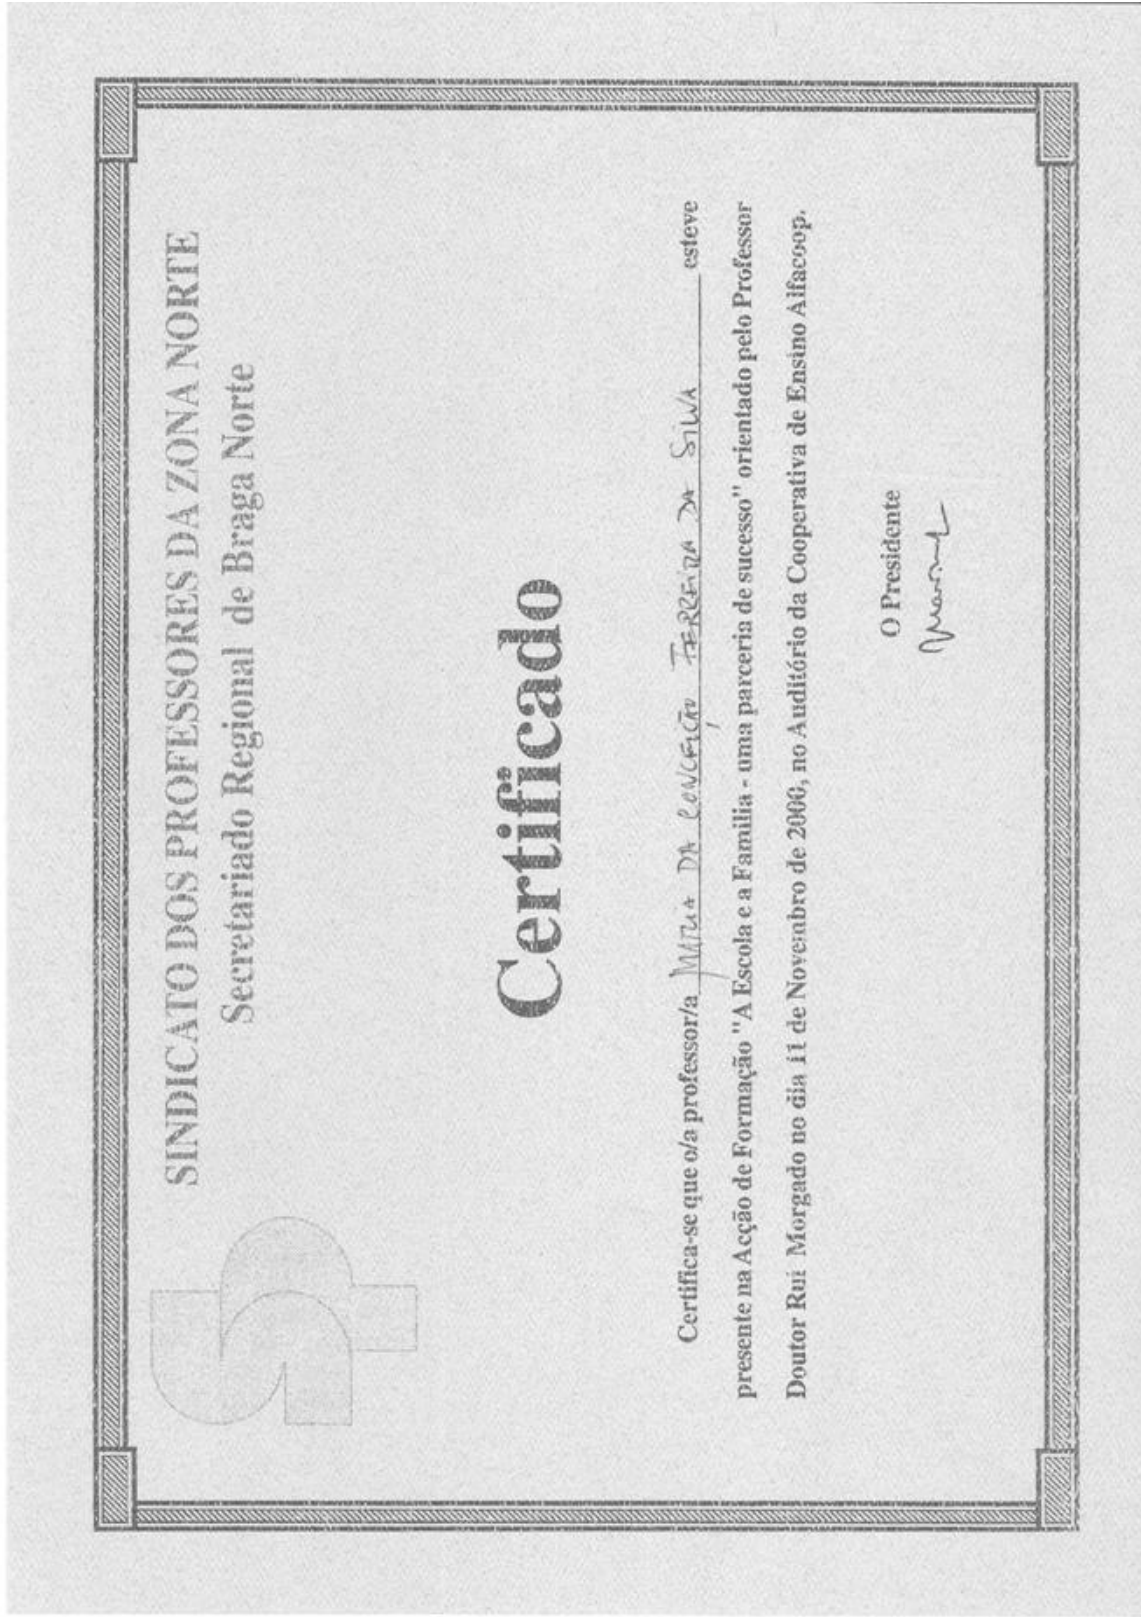 SINDICATO DOS PROFESSORES DA ZONA NORTE
Secretariado Regional de Braga Norte
Certificado
Certifica-se que o/a professor/a MARIA DA CONCEIÇÃO FERREIRA DA SILVA esteve
presente na Acção de Formação "A Escola e a Familia - uma parceria de sucesso" orientado pelo Professor
Doutor Rui Morgado no dia 11 de Novembro de 2000, no Auditório da Cooperativa de Ensino Alfacoop.
O Presidente